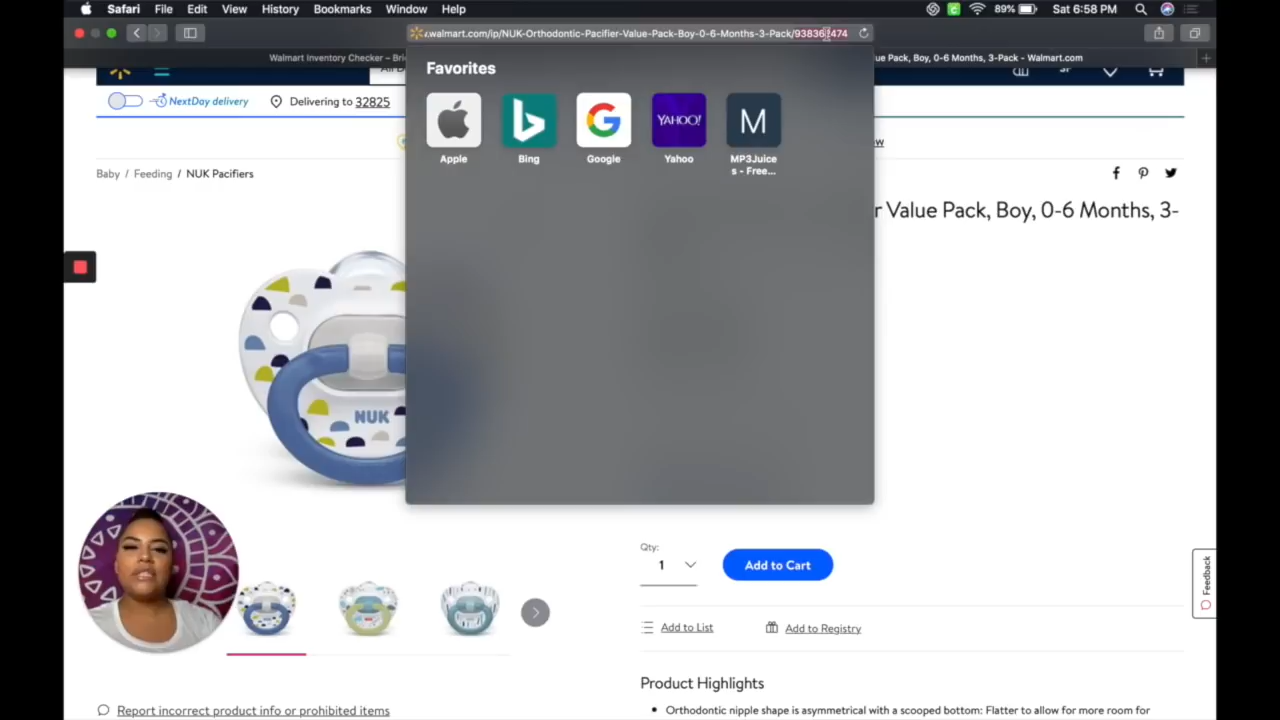 Safari File Edit View History Bookmarks Window Help
89% Sat 6:58 PM
.walmart.com/ip/NUK-Orthodontic-Pacifier-Value-Pack-Boy-0-6-Months-3-Pack/
Walmart Inventory Checker – Bri
ue Pack, Boy, 0-6 Months, 3-Pack - Walmart.com
Favorites
NextDay delivery
Delivering to 32825
Apple
Bing
Google
YAHOO!
Yahoo
M
MP3Juice
s - Free...
Baby / Feeding / NUK Pacifiers
r Value Pack, Boy, 0-6 Months, 3-
NUK
Qty:
1
Add to Cart
Feedback
Add to List
Add to Registry
Product Highlights
Report incorrect product info or prohibited items
Orthodontic nipple shape is asymmetrical with a scooped bottom: Flatter to allow for more room for